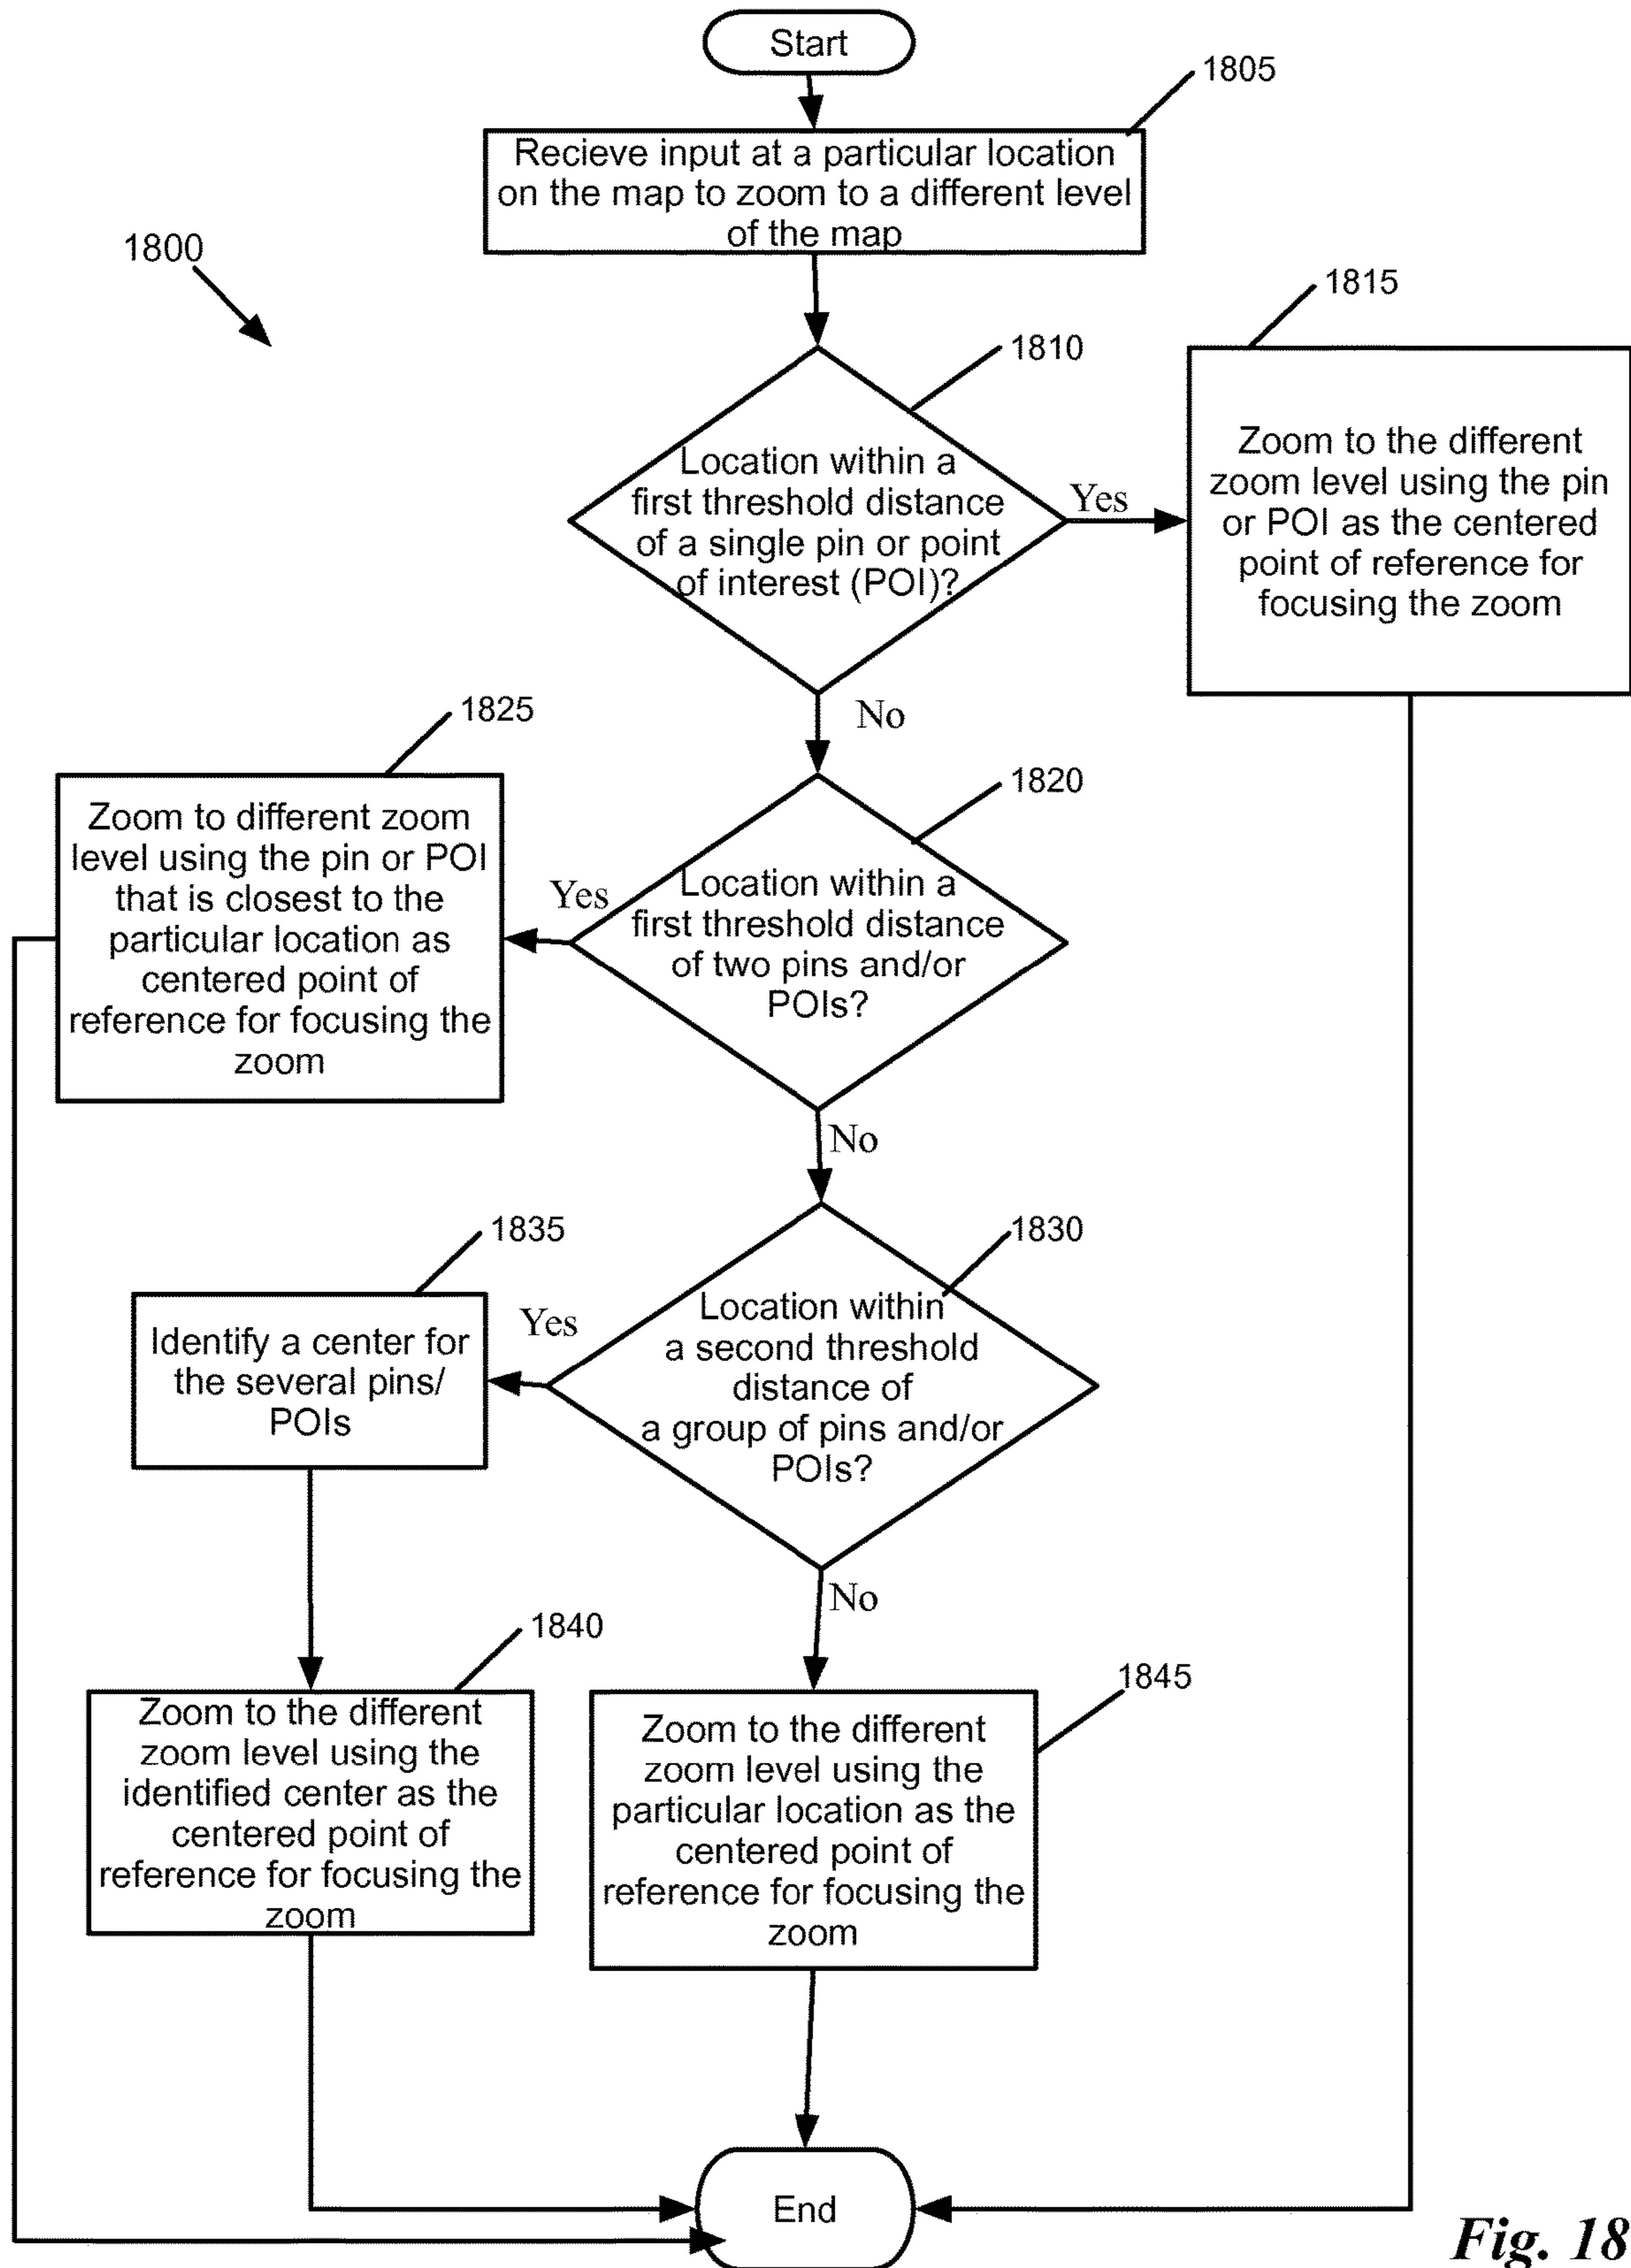 Start
1805
Recieve input at a particular location
on the map to zoom to a different level
of the map
1800
1810
1815
Location within a
first threshold distance
of a single pin or point
of interest (POI)?
Yes
Zoom to the different
zoom level using the pin
or POI as the centered
point of reference for
focusing the zoom
No
1825
1820
Zoom to different zoom
level using the pin or POI
that is closest to the
particular location as
centered point of
reference for focusing the
zoom
Yes
Location within a
first threshold distance
of two pins and/or
POIs?
No
1835
1830
Identify a center for
the several pins/
POIs
Yes
Location within
a second threshold
distance of
a group of pins and/or
POIs?
No
1840
1845
Zoom to the different
zoom level using the
identified center as the
centered point of
reference for focusing the
zoom
Zoom to the different
zoom level using the
particular location as the
centered point of
reference for focusing the
zoom
End
Fig. 18